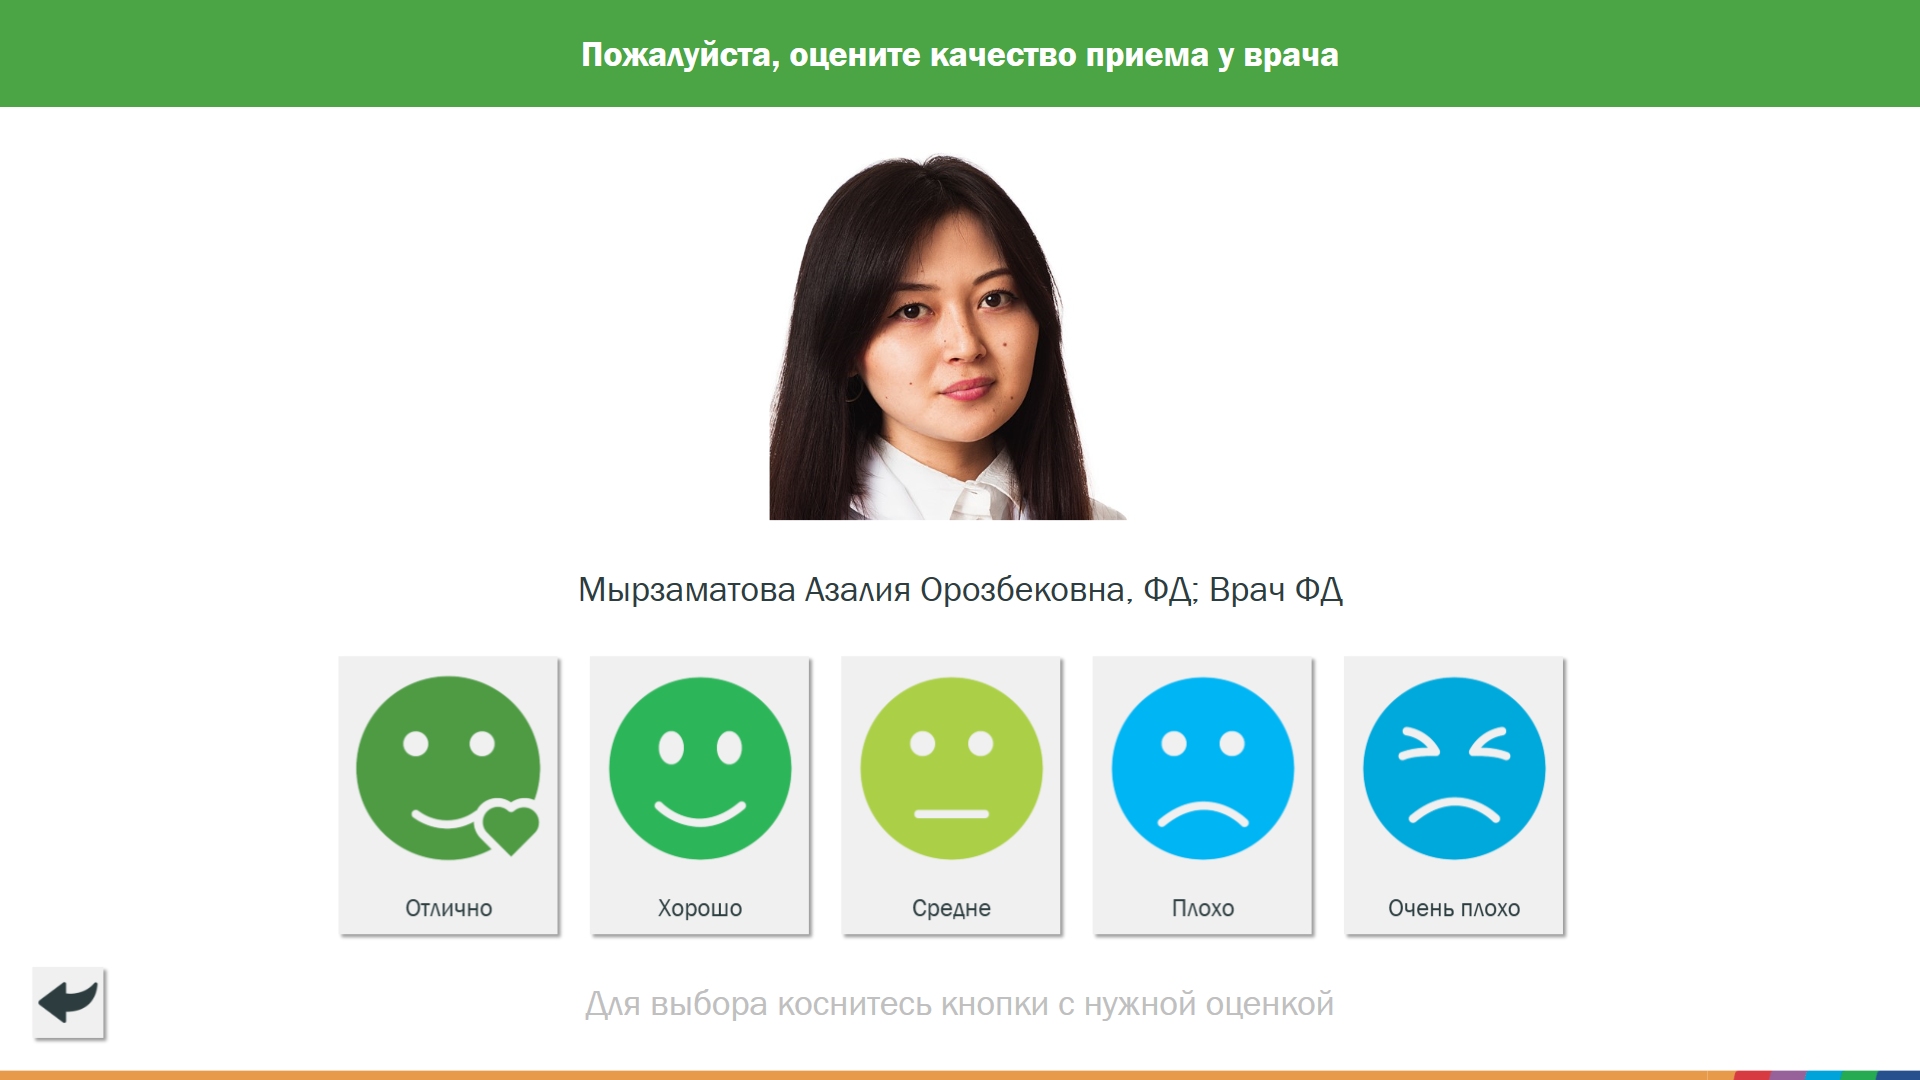 Пожалуйста, оцените качество приема у врача
Мырзаматова Азалия Орозбековна, ФД; Врач ФД
Отлично
Хорошо
Средне
Плохо
Очень плохо
Для выбора коснитесь кнопки с нужной оценкой